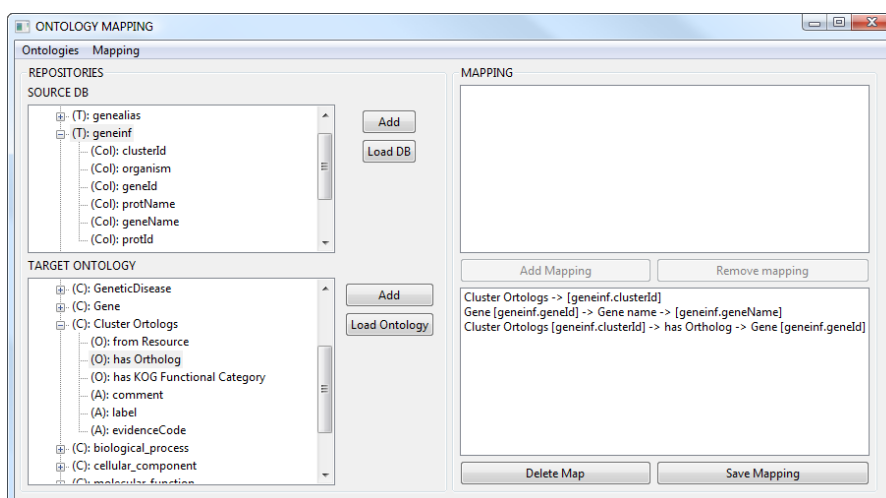 ONTOLOGY MAPPING
Ontologies Mapping
REPOSITORIES
SOURCE DB
(T): genealias
(T): geneinf
(Col): clusterId
(Col): organism
(Col): geneId
(Col): protName
(Col): geneName
(Col): protId
Add
Load DB
TARGET ONTOLOGY
(C): GeneticDisease
(C): Gene
(C): Cluster Ortologs
(O): from Resource
(O): has Ortholog
(O): has KOG Functional Category
(A): comment
(A): label
(A): evidenceCode
(C): biological_process
(C): cellular_component
(C): molecular_function
Add
Load Ontology
MAPPING
Add Mapping Remove mapping
Cluster Ortologs -> [geneinf.clusterId]
Gene [geneinf.geneId] -> Gene name -> [geneinf.geneName]
Cluster Ortologs [geneinf.clusterId] -> has Ortholog -> Gene [geneinf.geneId]
Delete Map Save Mapping